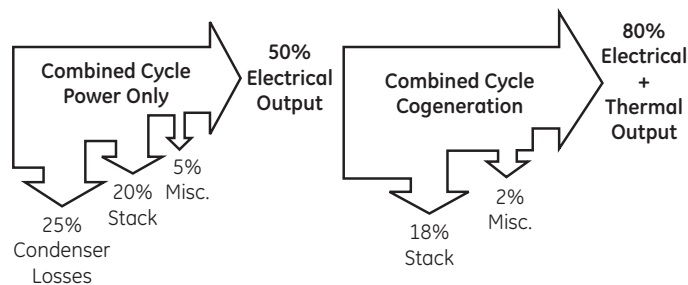 Combined Cycle
Power Only
50%
Electrical
Output
25%
Condenser
Losses
20%
Stack
5%
Misc.
Combined Cycle
Cogeneration
80%
Electrical
+
Thermal
Output
18%
Stack
2%
Misc.